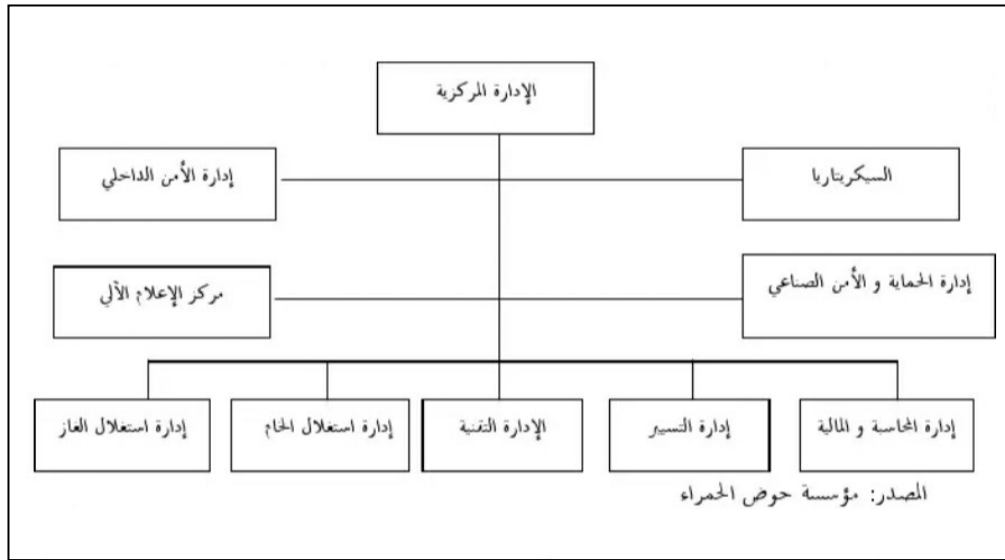 الإدارة المركزية
السيكريتاريا
إدارة الأمن الداخلي
إدارة الحماية و الأمن الصناعي
مركز الإعلام الآلي
إدارة المحاسبة و المالية
إدارة التسيير
الإدارة التقنية
إدارة استغلال الخام
إدارة استغلال الغاز
المصدر: مؤسسة حوض الحمراء